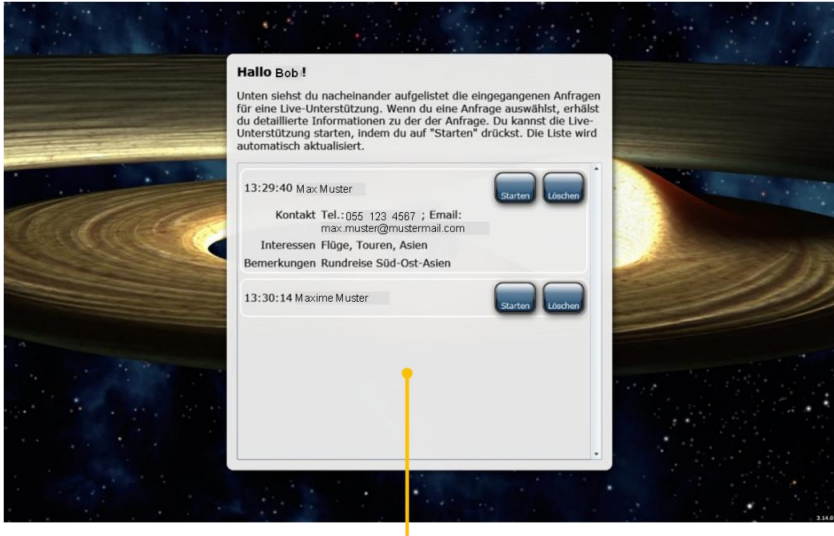 Hallo Bob!
Unten siehst du nacheinander aufgelistet die eingegangenen Anfragen
für eine Live-Unterstützung. Wenn du eine Anfrage auswählst, erhälst
du detaillierte Informationen zu der der Anfrage. Du kannst die Live-
Unterstützung starten, indem du auf "Starten" drückst. Die Liste wird
automatisch aktualisiert.
13:29:40 Max Muster Starten Löschen
Kontakt Tel.: 055 123 4567 ; Email:
max.muster@mustermail.com
Interessen Flüge, Touren, Asien
Bemerkungen Rundreise Süd-Ost-Asien
13:30:14 Maxime Muster Starten Löschen